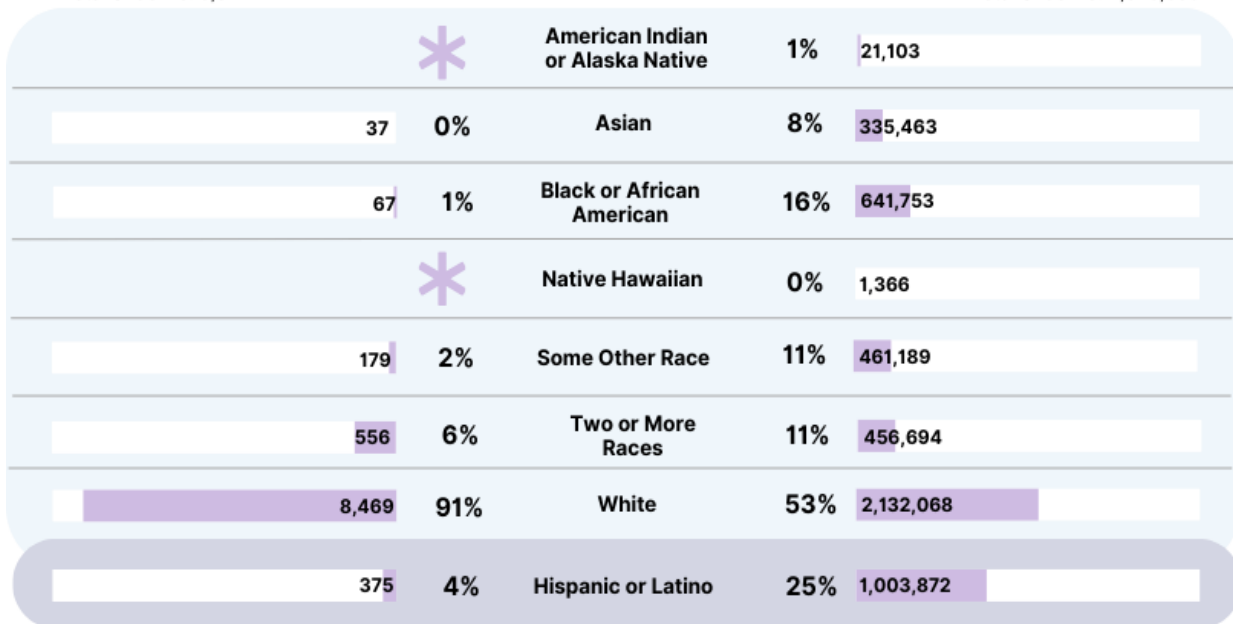 American Indian
or Alaska Native
1%
21,103
37
0%
Asian
8%
335,463
67
1%
Black or African
American
16%
641,753
Native Hawaiian
0%
1,366
179
2%
Some Other Race
11%
461,189
556
6%
Two or More
Races
11%
456,694
8,469
91%
White
53%
2,132,068
375
4%
Hispanic or Latino
25%
1,003,872